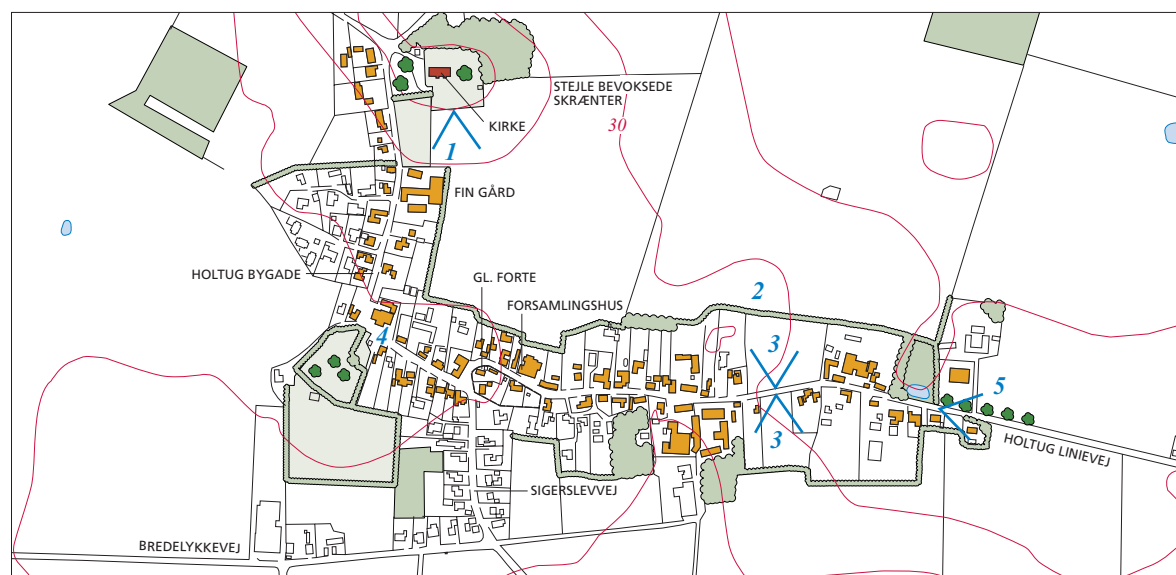 STEJLE BEVOKSEDE
SKRÆNTER
30
KIRKE
1
FIN GÅRD
HOLTUG BYGADE
GL. FORTE
FORSAMLINGSHUS
2
4
3
5
3
HOLTUG LINIEVEJ
SIGERSLEVVEJ
BREDELYKKEVEJ